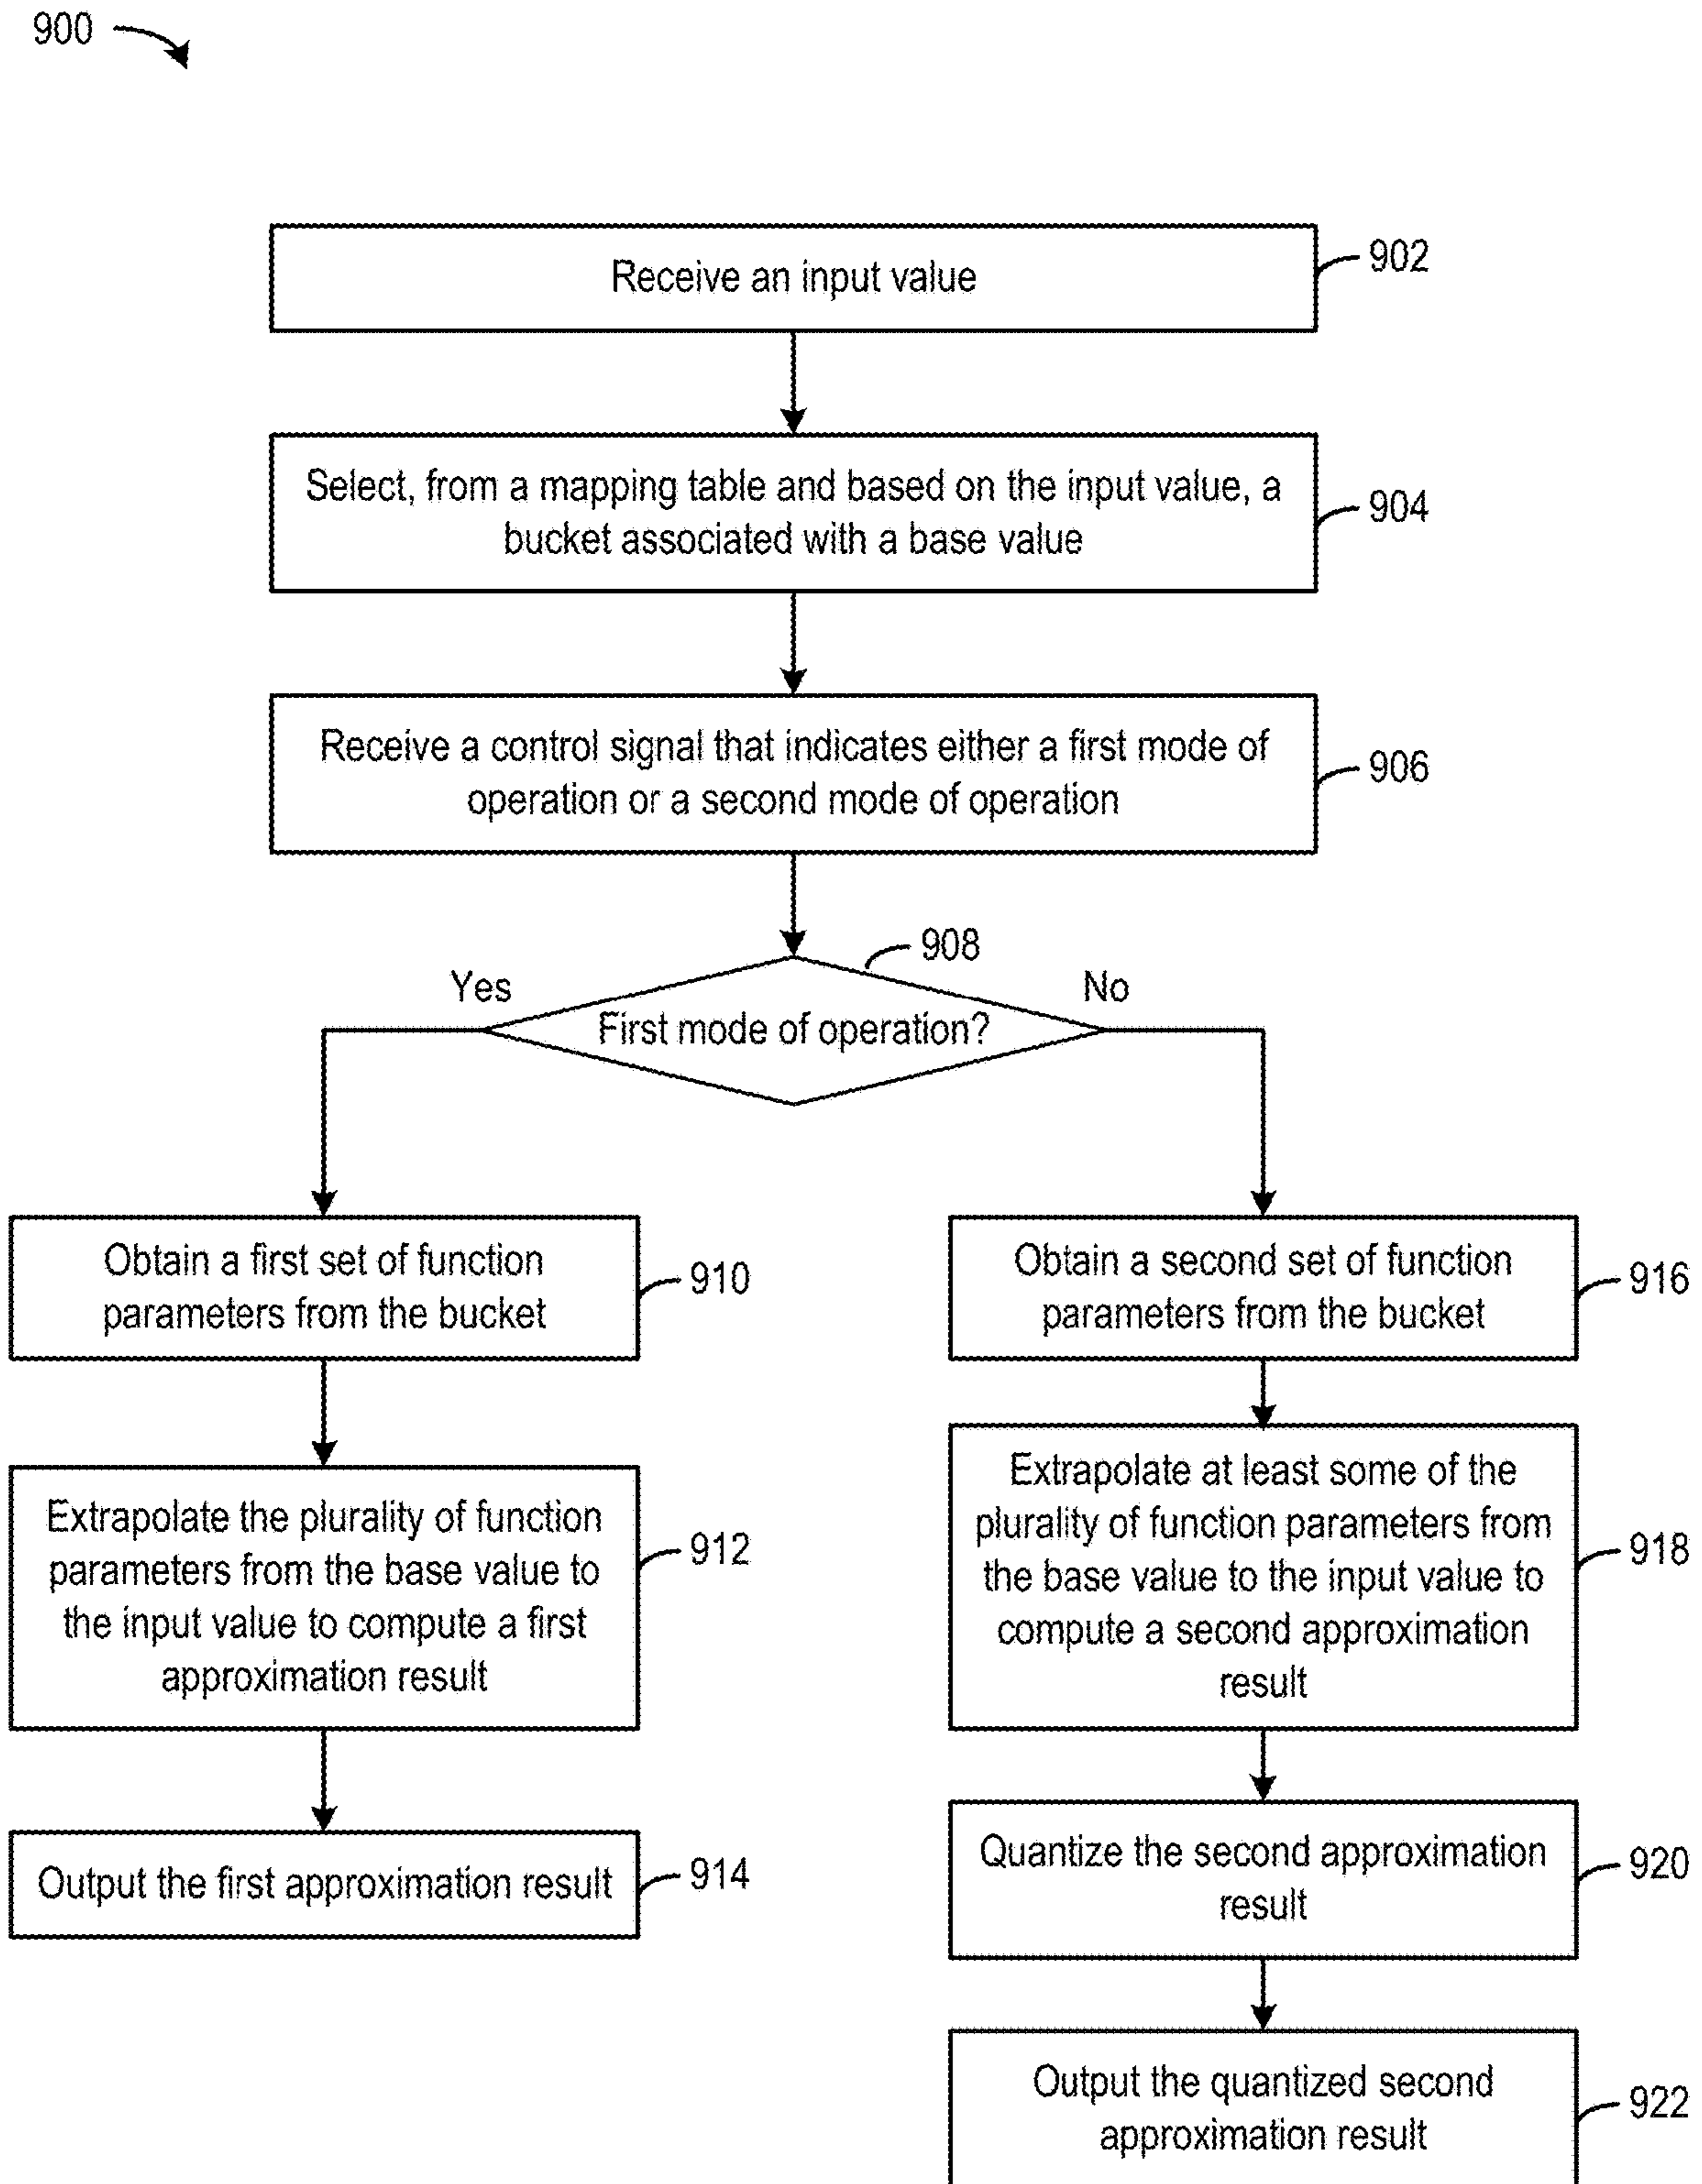 900
Receive an input value
902
Select, from a mapping table and based on the input value, a
bucket associated with a base value
904
Receive a control signal that indicates either a first mode of
operation or a second mode of operation
906
908
Yes
No
First mode of operation?
Obtain a first set of function
parameters from the bucket
910
Extrapolate the plurality of function
parameters from the base value to
the input value to compute a first
approximation result
912
Output the first approximation result
914
Obtain a second set of function
parameters from the bucket
916
Extrapolate at least some of the
plurality of function parameters from
the base value to the input value to
compute a second approximation
result
918
Quantize the second approximation
result
920
Output the quantized second
approximation result
922